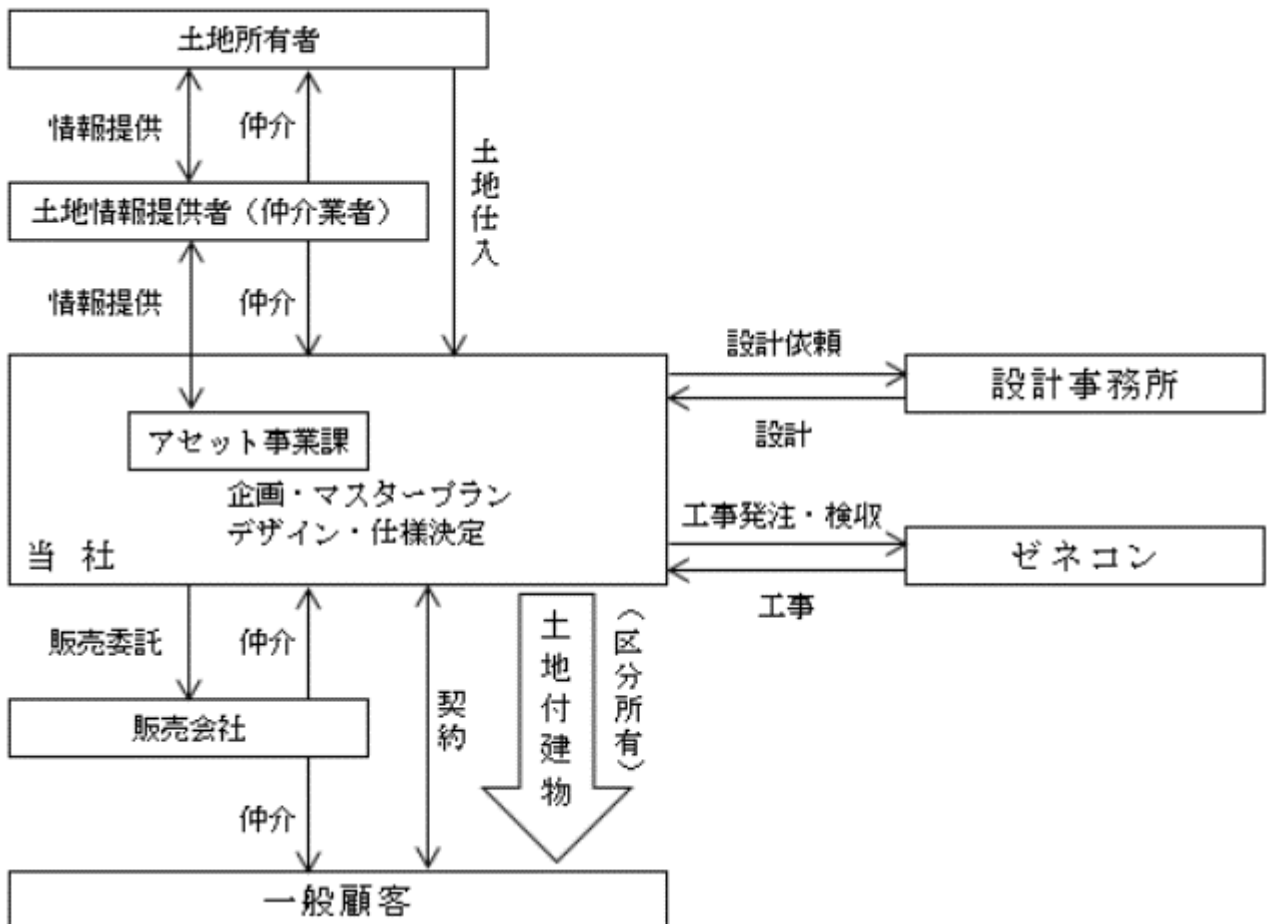 土地所有者
情報提供
仲介
土地仕入
土地情報提供者（仲介業者）
情報提供
仲介
設計依頼
設計事務所
設計
アセット事業課
企画・マスタープラン
デザイン・仕様決定
当社
工事発注・検収
ゼネコン
工事
販売委託
仲介
契約
土地付建物
（区分所有）
販売会社
仲介
一般顧客